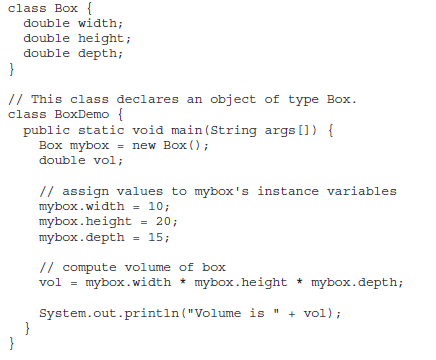 class Box {
  double width;
  double height;
  double depth;
}

// This class declares an object of type Box.
class BoxDemo {
  public static void main(String args[]) {
    Box mybox = new Box();
    double vol;

    // assign values to mybox's instance variables
    mybox.width = 10;
    mybox.height = 20;
    mybox.depth = 15;

    // compute volume of box
    vol = mybox.width * mybox.height * mybox.depth;

    System.out.println("Volume is " + vol);
  }
}